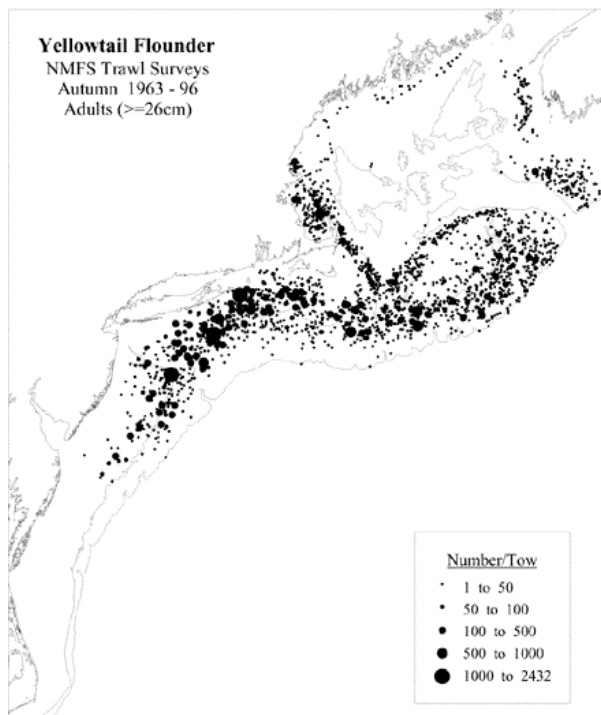 Yellowtail Flounder
NMFS Trawl Surveys
Autumn 1963 - 96
Adults (>=26cm)
Number/Tow
1 to 50
50 to 100
100 to 500
500 to 1000
1000 to 2432